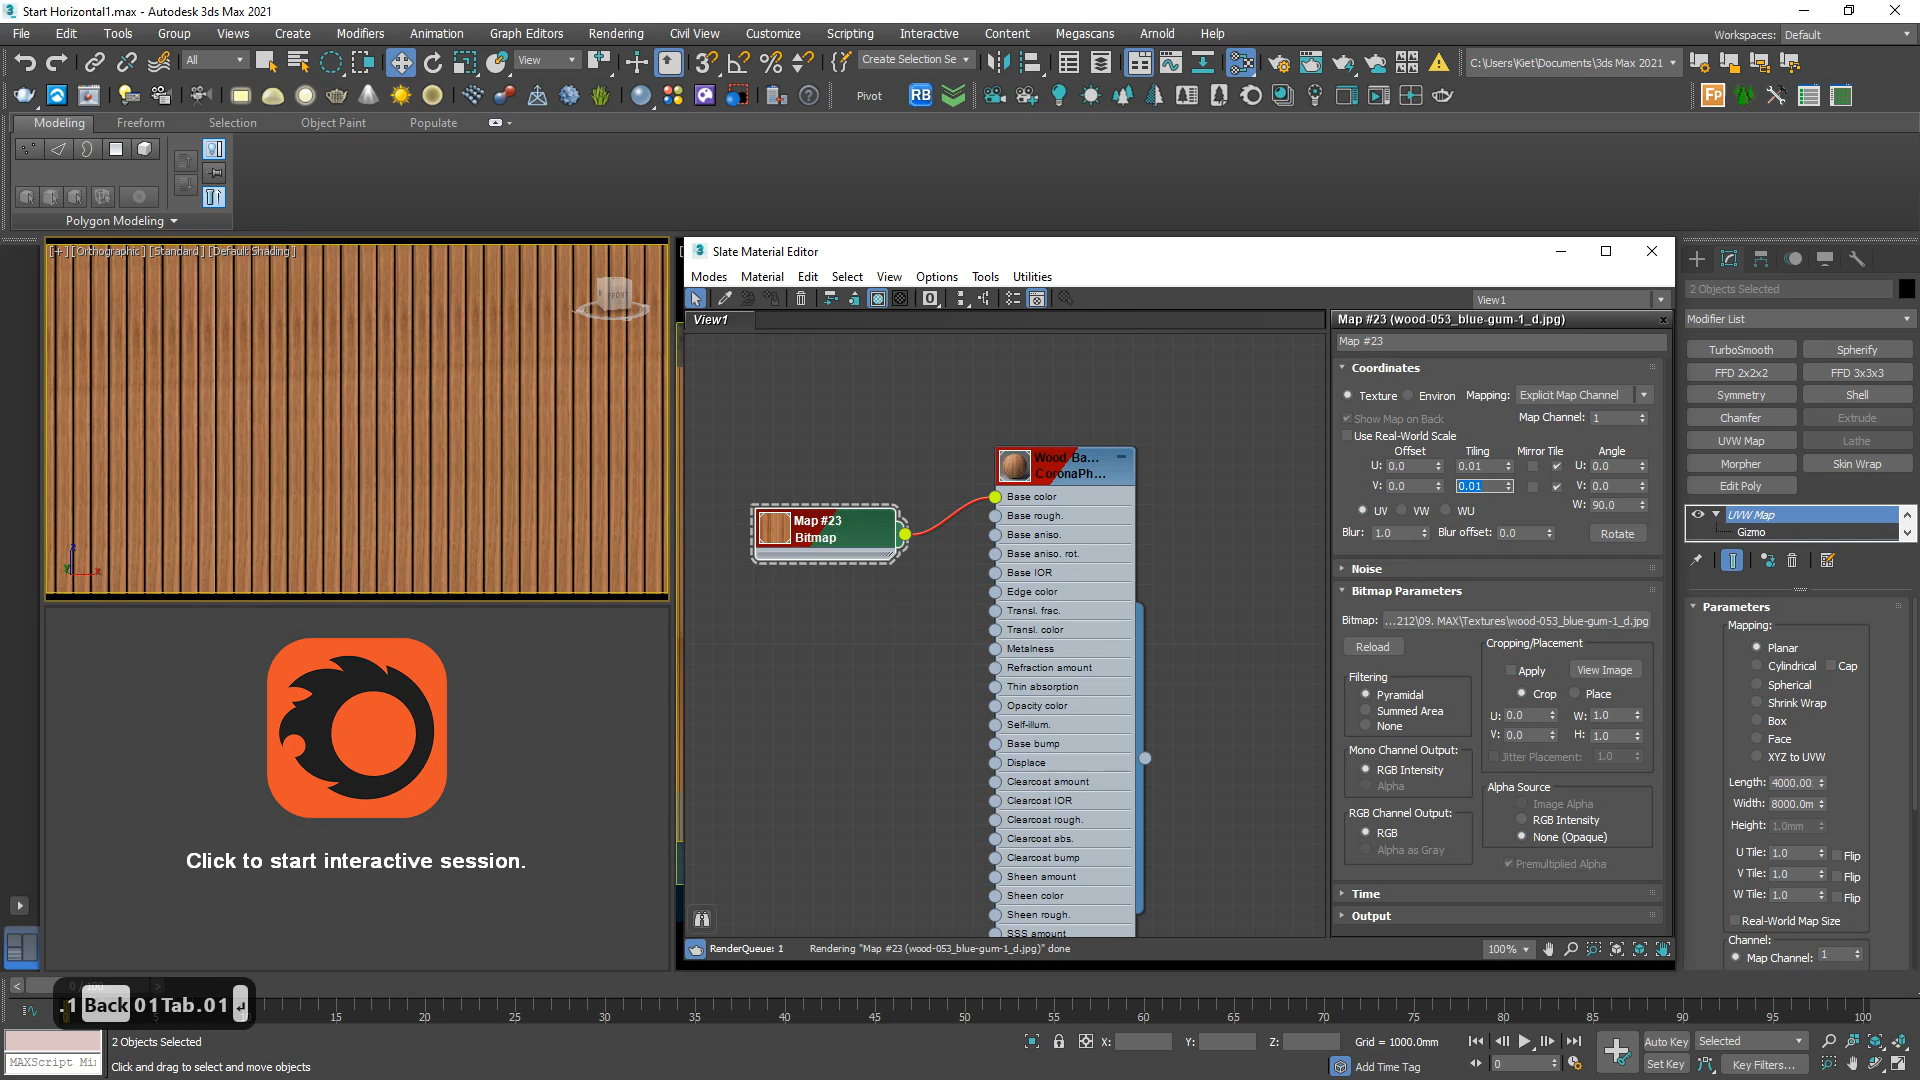 Start Horizontal1.max - Autodesk 3ds Max 2021
File Edit Tools Group Views Create Modifiers Animation Graph Editors Rendering Civil View Customize Scripting Interactive Content Megascans Arnold Help
Workspaces: Default
All View Create Selection Se C:\Users\Kiet\Documents\3ds Max 2021
Pivot RB Fp
Modeling Freeform Selection Object Paint Populate
Polygon Modeling
[+] [Orthographic] [Standard] [Default Shading]
FRONT
Click to start interactive session.
Slate Material Editor
Modes Material Edit Select View Options Tools Utilities
View1
View1
Map #23
Bitmap
Wood Ba...
CoronaPh...
Base color
Base rough.
Base aniso.
Base aniso. rot.
Base IOR
Edge color
Transl. frac.
Transl. color
Metalness
Refraction amount
Thin absorption
Opacity color
Self-illum.
Base bump
Displace
Clearcoat amount
Clearcoat IOR
Clearcoat rough.
Clearcoat abs.
Clearcoat bump
Sheen amount
Sheen color
Sheen rough.
SSS amount
RenderQueue: 1 Rendering "Map #23 (wood-053_blue-gum-1_d.jpg)" done
100%
Map #23 (wood-053_blue-gum-1_d.jpg)
Map #23
Coordinates
Texture Environ Mapping: Explicit Map Channel
Show Map on Back Map Channel: 1
Use Real-World Scale
Offset Tiling Mirror Tile Angle
U: 0.0 0.01 U: 0.0
V: 0.0 0.01 V: 0.0
W: 90.0
UV VW WU
Blur: 1.0 Blur offset: 0.0 Rotate
Noise
Bitmap Parameters
Bitmap: ...212\09. MAX\Textures\wood-053_blue-gum-1_d.jpg
Reload
Cropping/Placement
Apply View Image
Crop Place
U: 0.0 W: 1.0
V: 0.0 H: 1.0
Jitter Placement: 1.0
Filtering
Pyramidal
Summed Area
None
Mono Channel Output:
RGB Intensity
Alpha
RGB Channel Output:
RGB
Alpha as Gray
Alpha Source
Image Alpha
RGB Intensity
None (Opaque)
Premultiplied Alpha
Time
Output
2 Objects Selected
Modifier List
TurboSmooth Spherify
FFD 2x2x2 FFD 3x3x3
Symmetry Shell
Chamfer Extrude
UVW Map Lathe
Morpher Skin Wrap
Edit Poly
UVW Map
Gizmo
Parameters
Mapping:
Planar
Cylindrical Cap
Spherical
Shrink Wrap
Box
Face
XYZ to UVW
Length: 4000.00
Width: 8000.0m
Height: 1.0mm
U Tile: 1.0 Flip
V Tile: 1.0 Flip
W Tile: 1.0 Flip
Real-World Map Size
Channel:
Map Channel: 1
0 / 100
.1 Back 01Tab.01
15 20 25 30 35 40 45 50 55 60 65 70 75 80 85 90 95 100
2 Objects Selected
X: Y: Z: Grid = 1000.0mm
Auto Key Selected
MAXScript Mi
Click and drag to select and move objects
Add Time Tag
0
Set Key Key Filters...